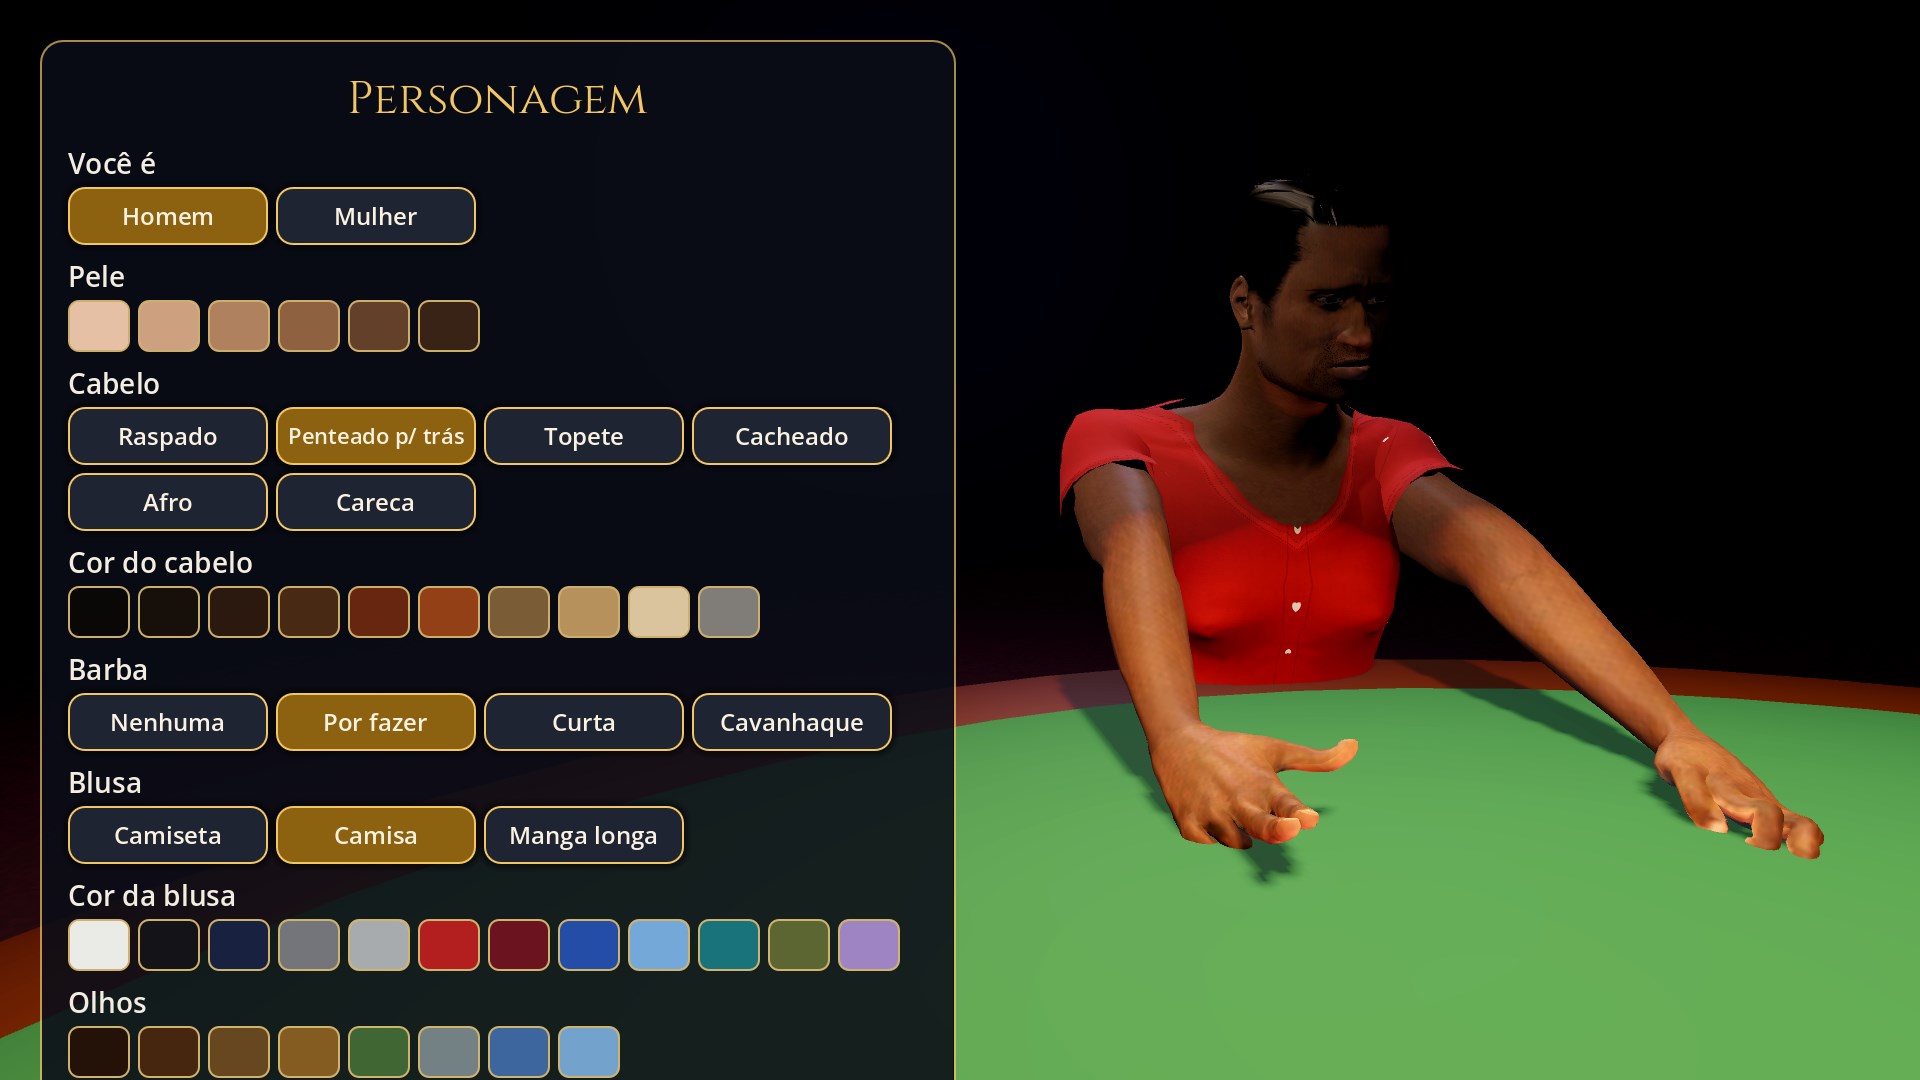 Personagem
Você é
Homem Mulher
Pele
Cabelo
Raspado Penteado p/ trás Topete Cacheado
Afro Careca
Cor do cabelo
Barba
Nenhuma Por fazer Curta Cavanhaque
Blusa
Camiseta Camisa Manga longa
Cor da blusa
Olhos